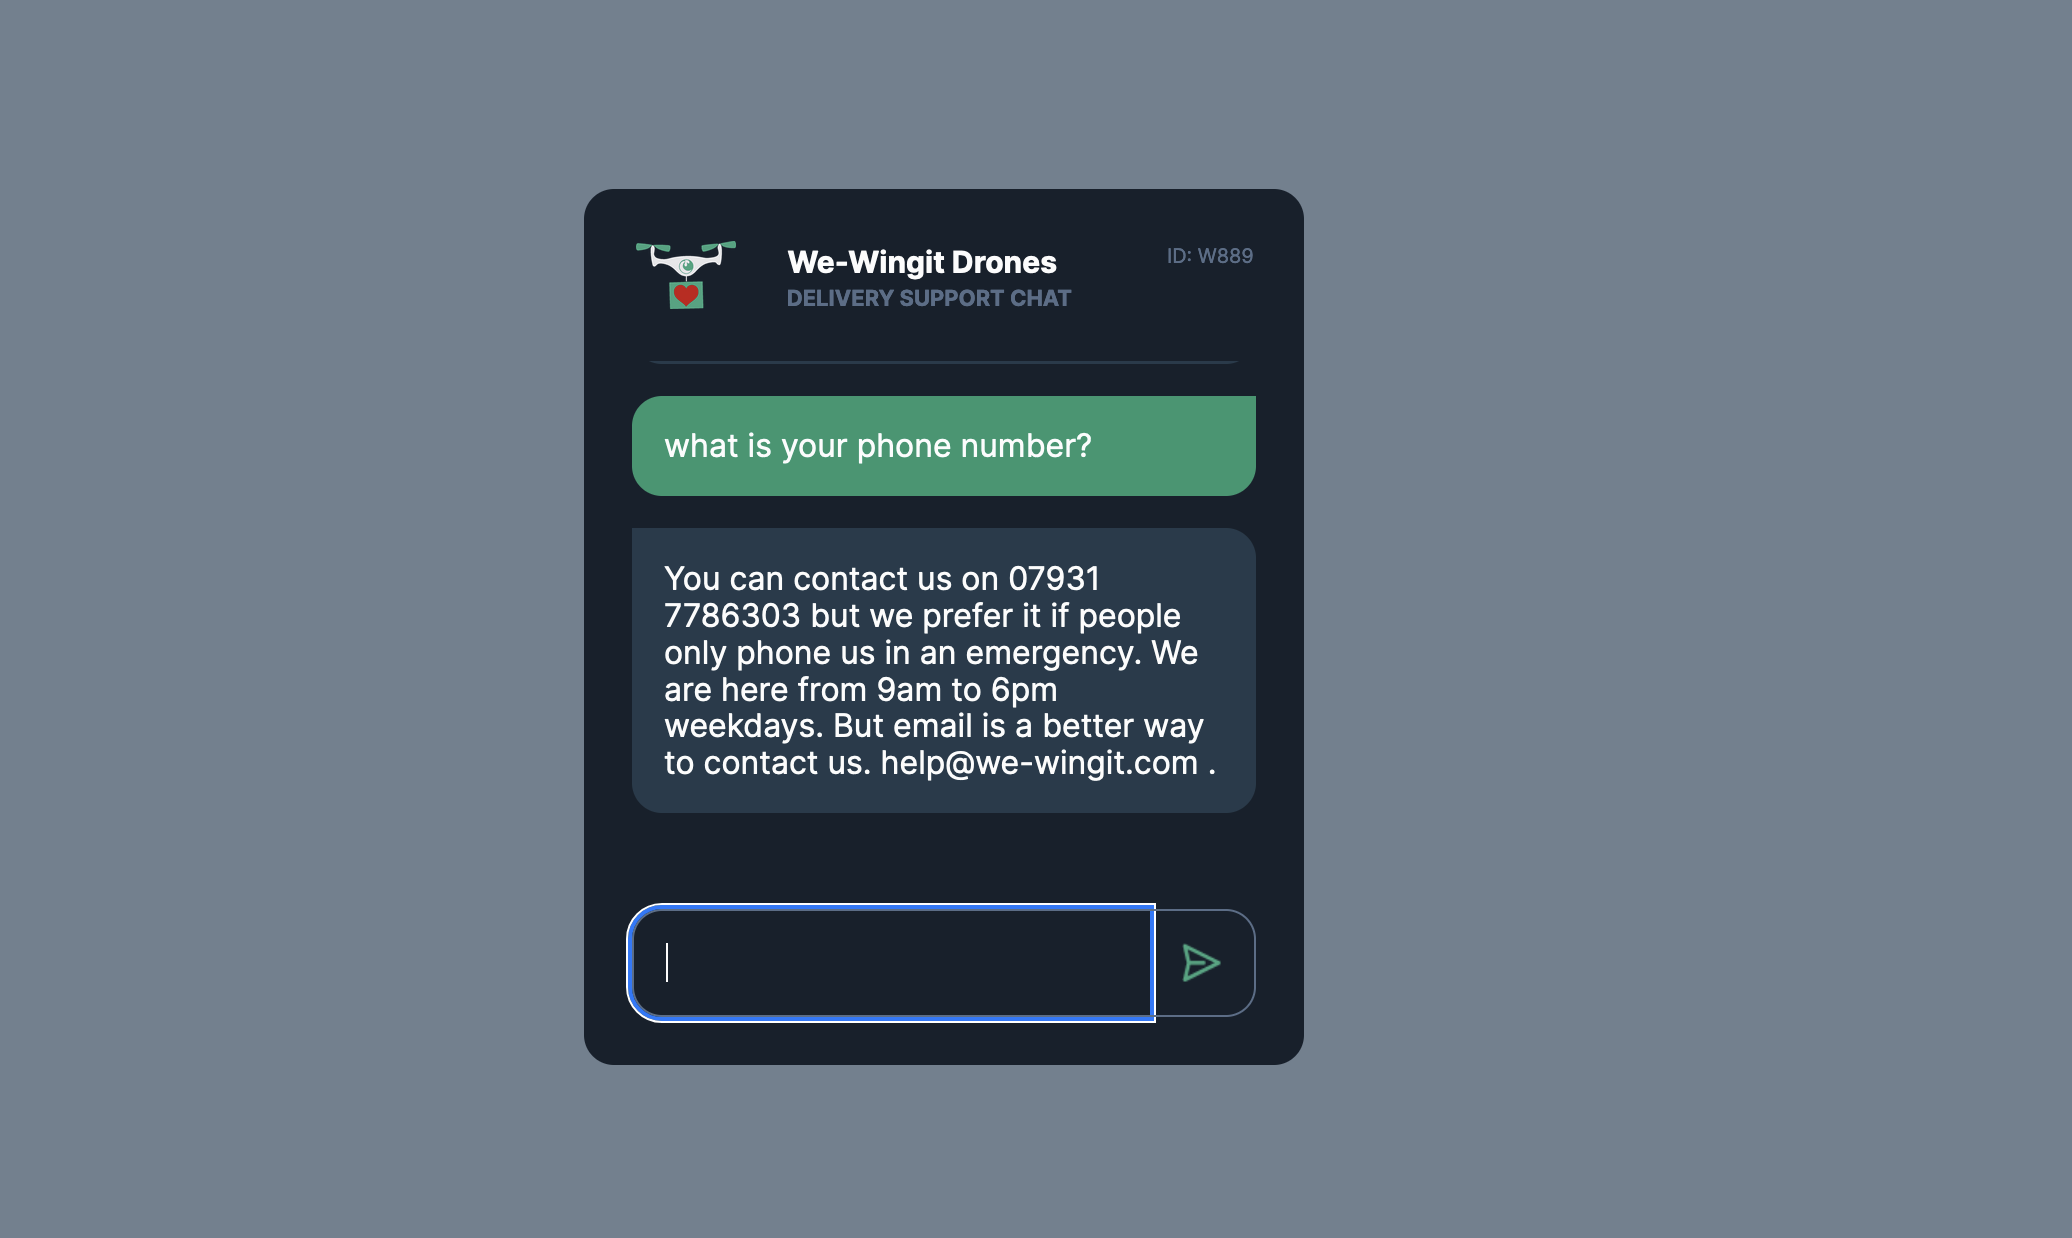 We-Wingit Drones
ID: W889
DELIVERY SUPPORT CHAT
what is your phone number?
You can contact us on 07931
7786303 but we prefer it if people
only phone us in an emergency. We
are here from 9am to 6pm
weekdays. But email is a better way
to contact us. help@we-wingit.com .